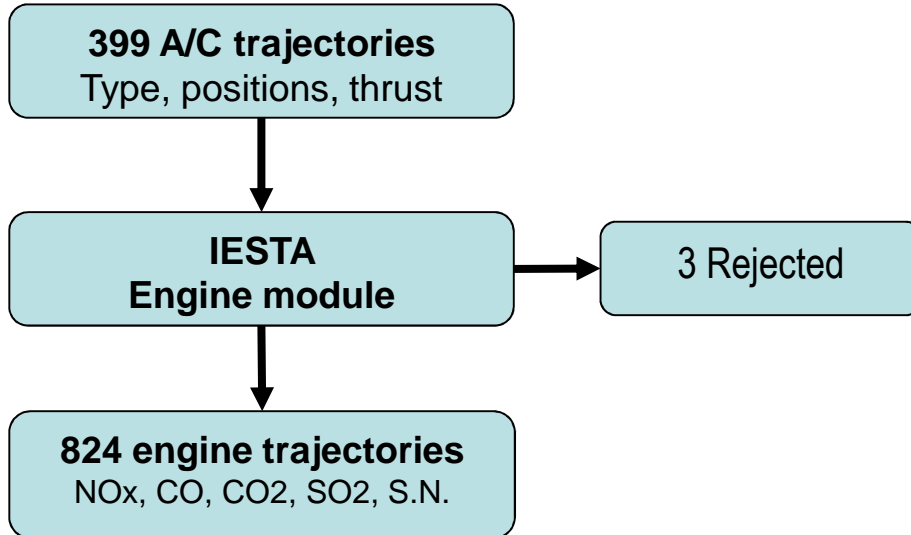 399 A/C trajectories
Type, positions, thrust
IESTA
Engine module
3 Rejected
824 engine trajectories
NOx, CO, CO2, SO2, S.N.